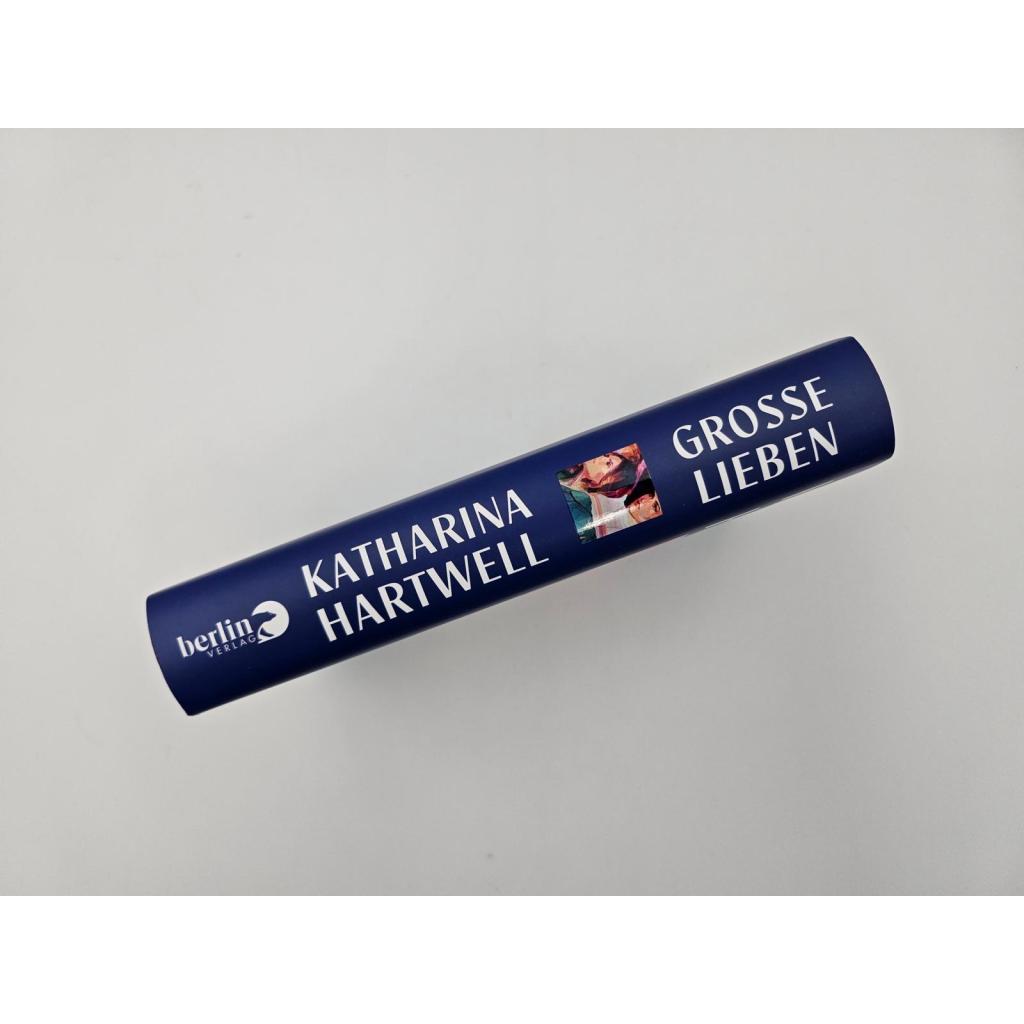 berlin
VERLAG
KATHARINA
HARTWELL
GROSSE
LIEBEN